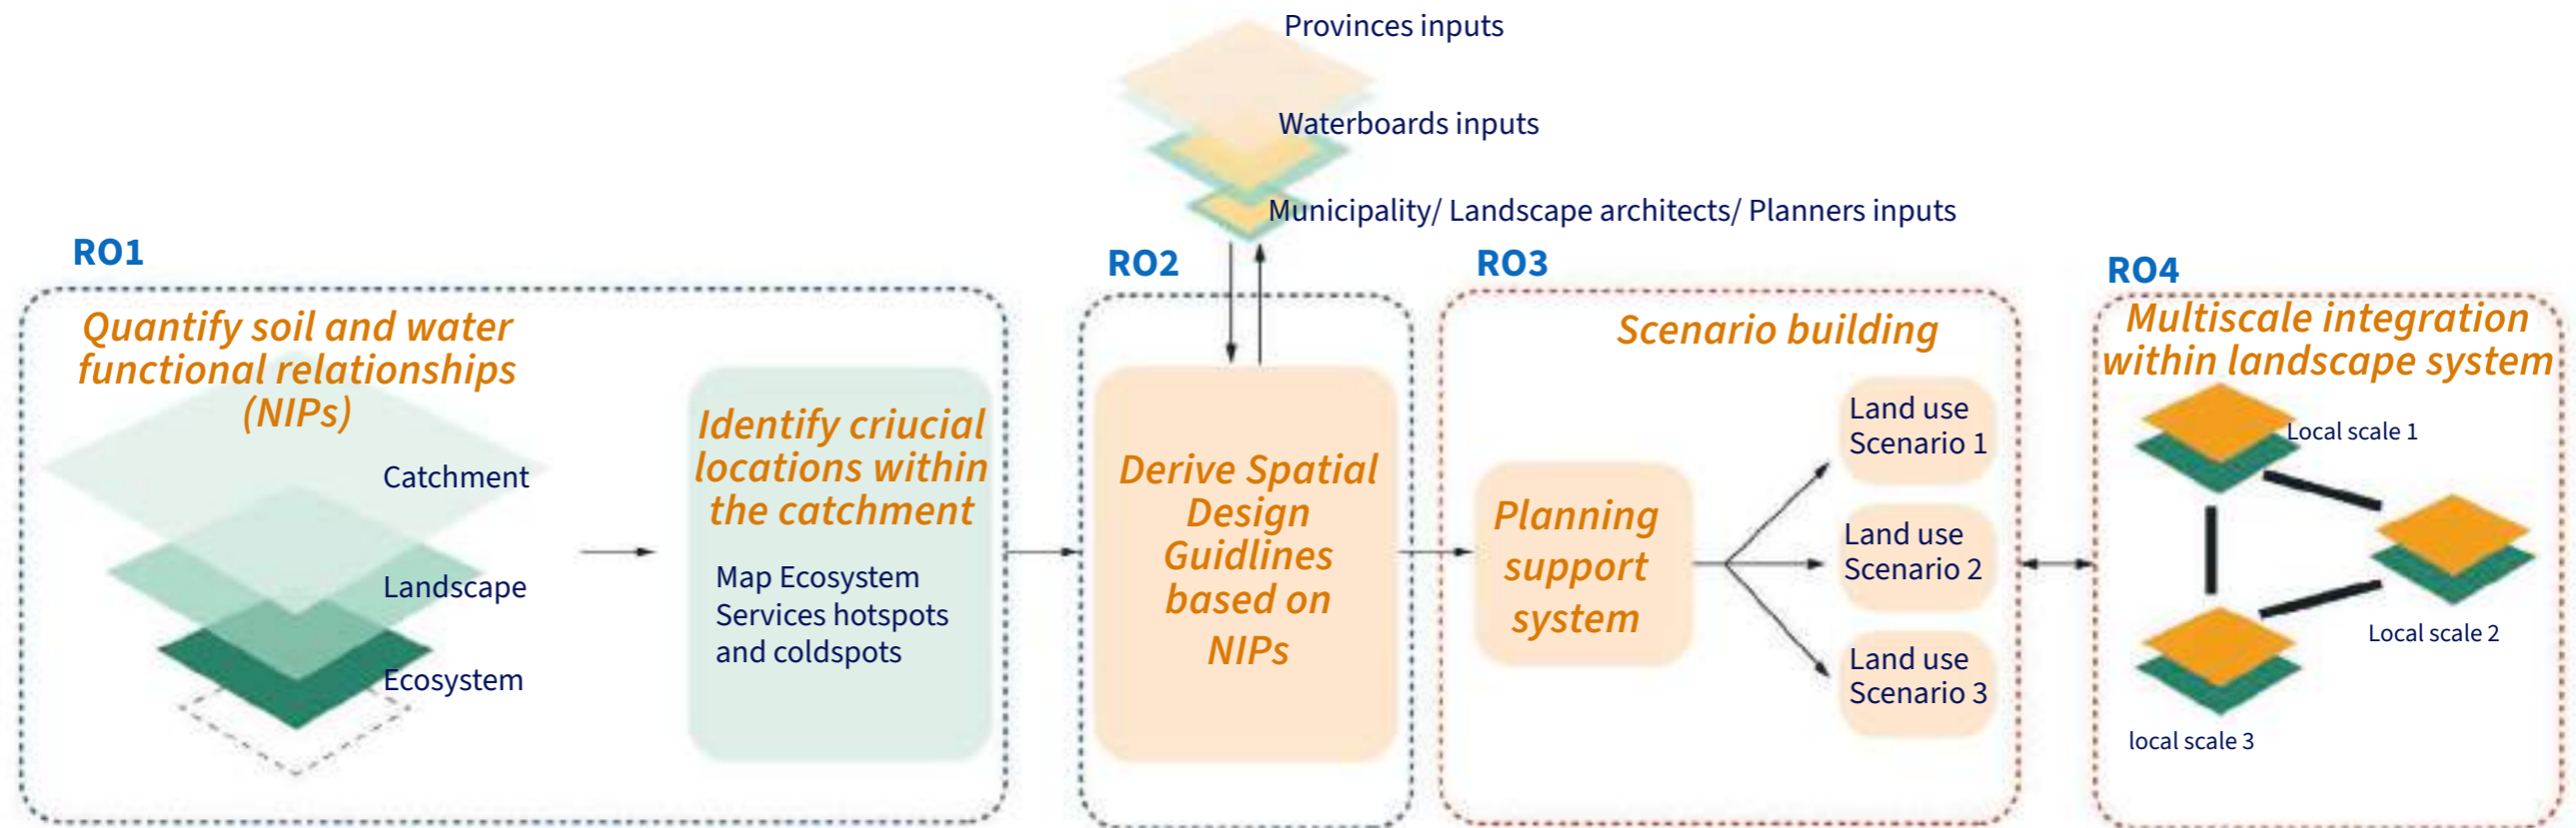 Provinces inputs
Waterboards inputs
Municipality/ Landscape architects/ Planners inputs
RO1
Quantify soil and water
functional relationships
(NIPs)
Catchment
Landscape
Ecosystem
Identify criucial
locations within
the catchment
Map Ecosystem
Services hotspots
and coldspots
RO2
Derive Spatial
Design
Guidlines
based on
NIPs
RO3
Scenario building
Planning
support
system
Land use
Scenario 1
Land use
Scenario 2
Land use
Scenario 3
RO4
Multiscale integration
within landscape system
Local scale 1
Local scale 2
local scale 3